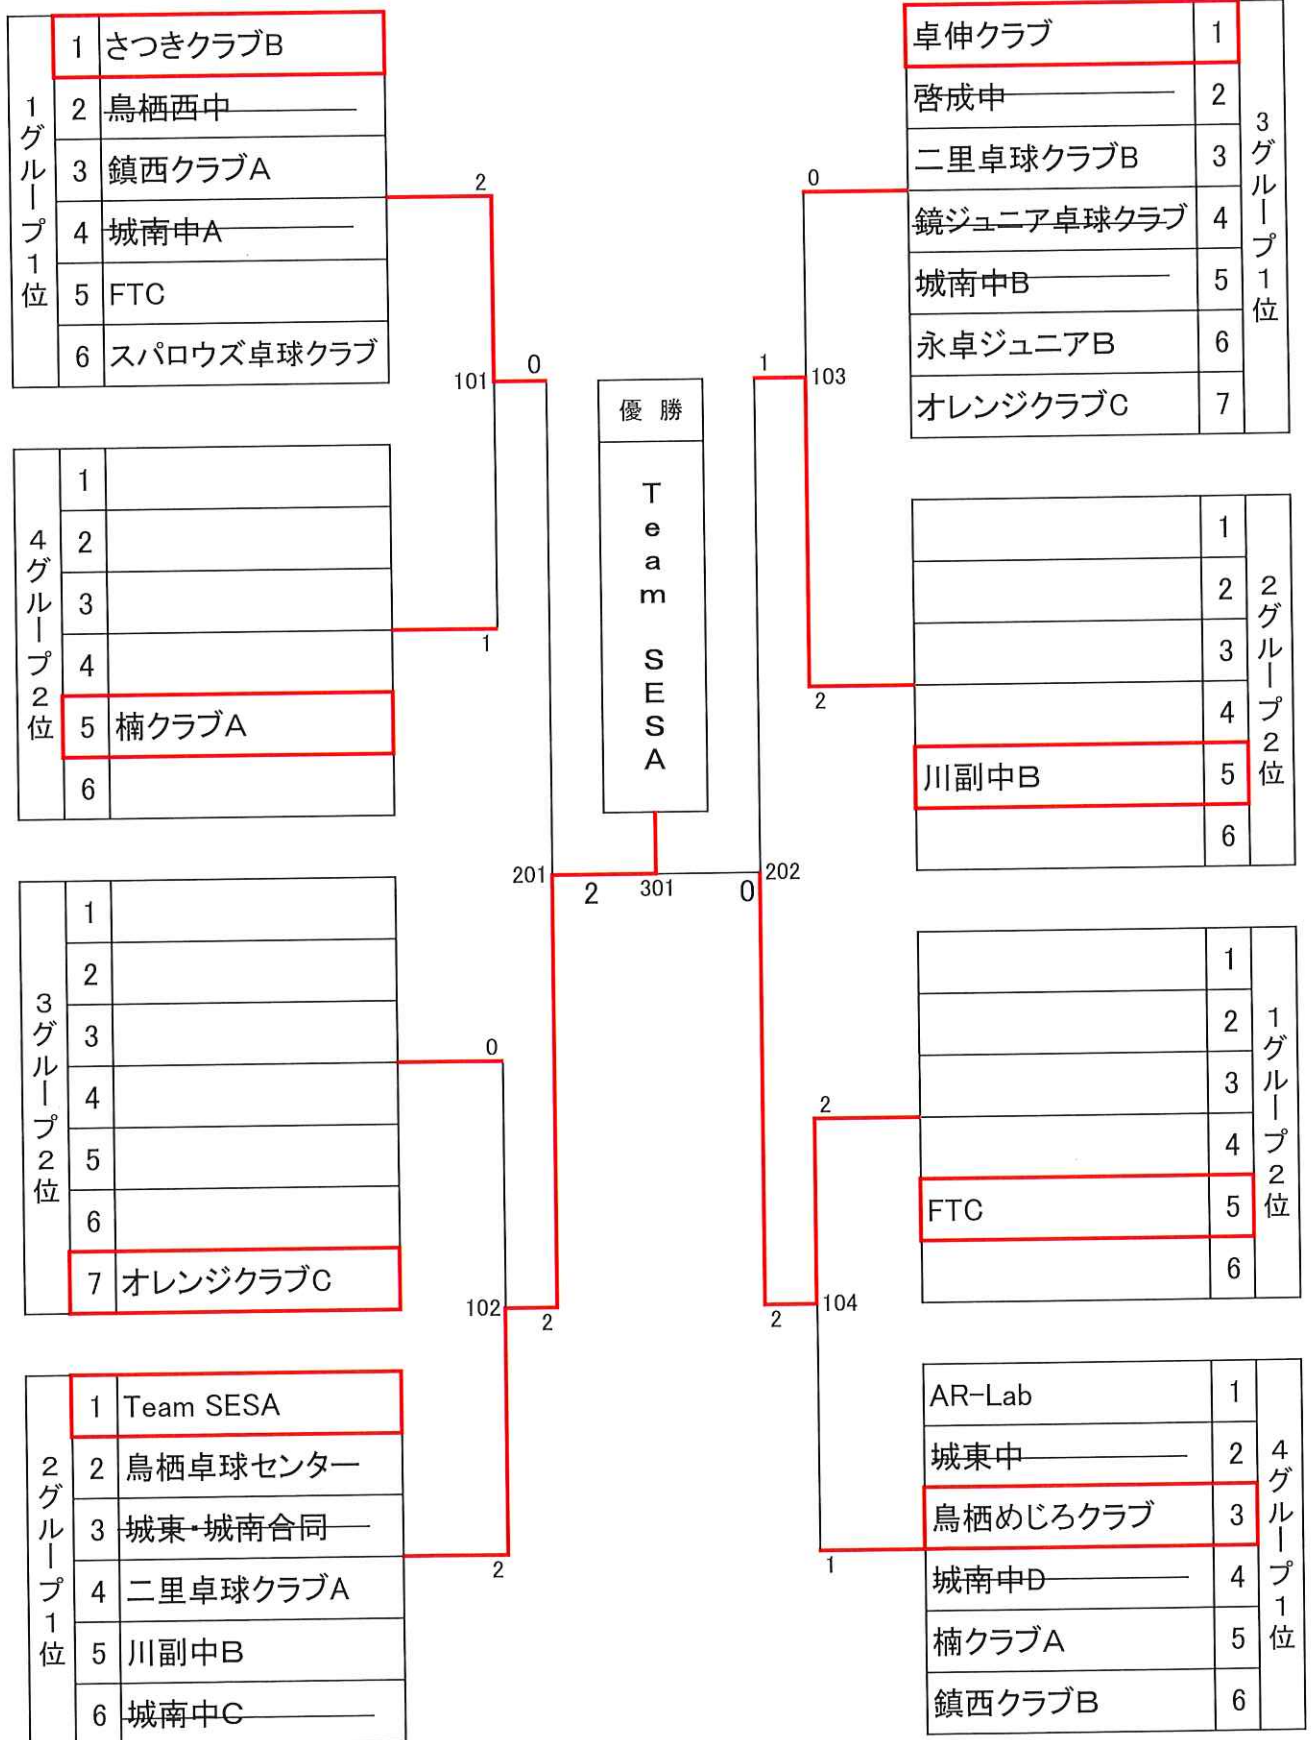 1グループ1位
1 さつきクラブB
2 鳥栖西中
3 鎮西クラブA
4 城南中A
5 FTC
6 スパロウズ卓球クラブ
4グループ2位
1
2
3
4
5 楠クラブA
6
3グループ2位
1
2
3
4
5
6
7 オレンジクラブC
2グループ1位
1 Team SESA
2 鳥栖卓球センター
3 城東・城南合同
4 二里卓球クラブA
5 川副中B
6 城南中C
2
101
0
1
0
102
2
2
201
2
301
0
202
優 勝
Team SESA
0
1
103
2
2
2
104
1
卓伸クラブ 1
啓成中 2
二里卓球クラブB 3
鏡ジュニア卓球クラブ 4
城南中B 5
永卓ジュニアB 6
オレンジクラブC 7
3グループ1位
1
2
3
4
川副中B 5
6
2グループ2位
1
2
3
4
FTC 5
6
1グループ2位
AR-Lab 1
城東中 2
鳥栖めじろクラブ 3
城南中D 4
楠クラブA 5
鎮西クラブB 6
4グループ1位